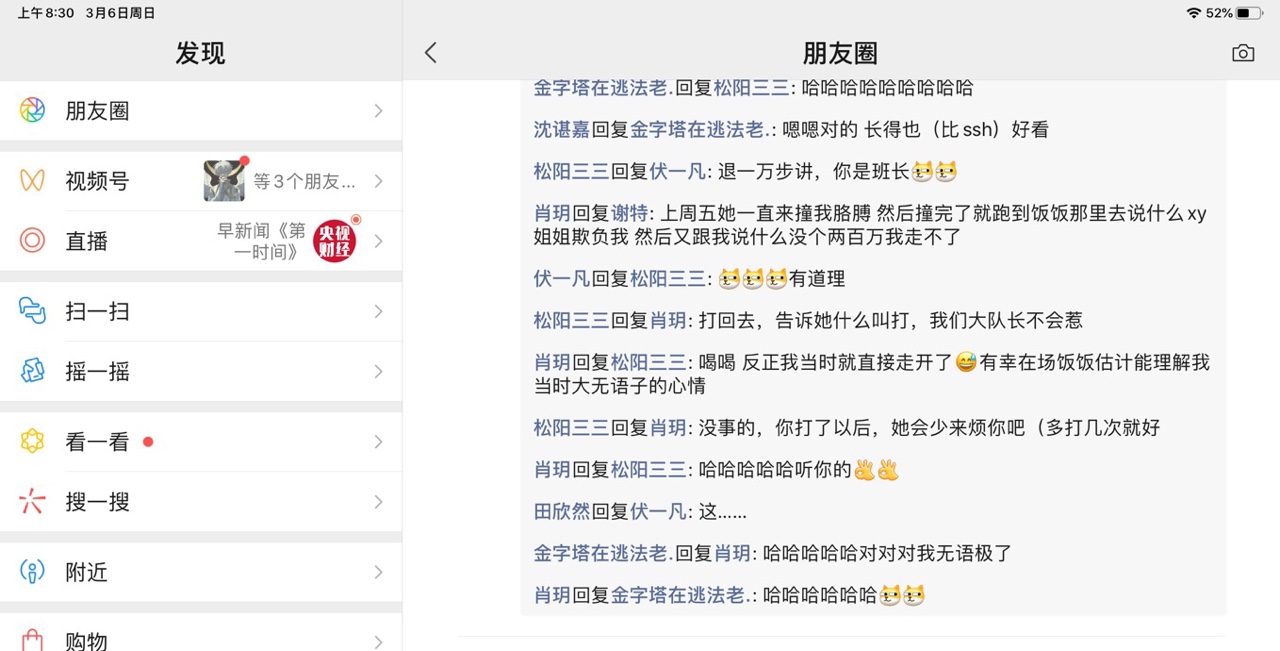 上午8:30 3月6日周日
52%
发现
朋友圈
视频号
等3个朋友...
直播
早新闻《第
一时间》
央视
财经
扫一扫
摇一摇
看一看
搜一搜
附近
购物
朋友圈
金字塔在逃法老.回复松阳三三: 哈哈哈哈哈哈哈哈哈
沈谌嘉回复金字塔在逃法老.: 嗯嗯对的 长得也（比ssh）好看
松阳三三回复伏一凡: 退一万步讲，你是班长🐱🐱
肖玥回复谢特: 上周五她一直来撞我胳膊 然后撞完了就跑到饭饭那里去说什么xy
姐姐欺负我 然后又跟我说什么没个两百万我走不了
伏一凡回复松阳三三: 🐱🐱🐱有道理
松阳三三回复肖玥: 打回去，告诉她什么叫打，我们大队长不会惹
肖玥回复松阳三三: 喝喝 反正我当时就直接走开了😅有幸在场饭饭估计能理解我
当时大无语子的心情
松阳三三回复肖玥: 没事的，你打了以后，她会少来烦你吧（多打几次就好
肖玥回复松阳三三: 哈哈哈哈哈听你的👌👌
田欣然回复伏一凡: 这......
金字塔在逃法老.回复肖玥: 哈哈哈哈哈对对对我无语极了
肖玥回复金字塔在逃法老.: 哈哈哈哈哈哈🐱🐱